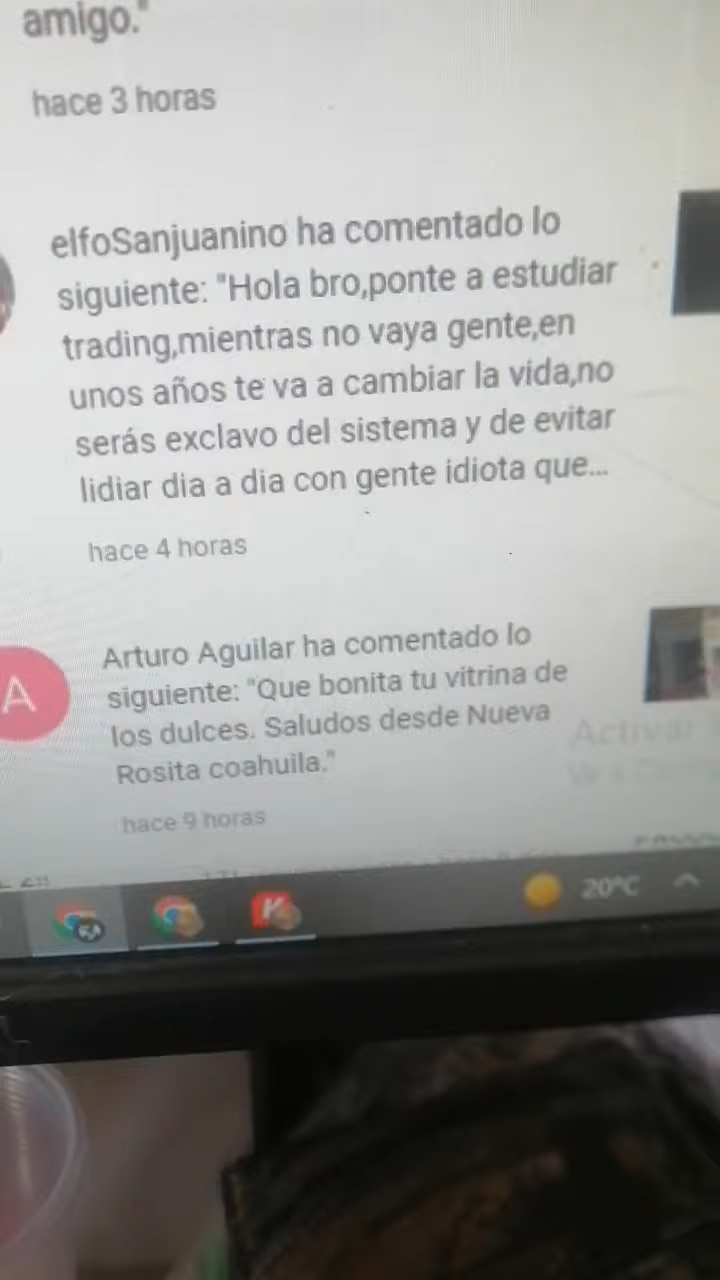 amigo."
hace 3 horas
elfoSanjuanino ha comentado lo
siguiente: "Hola bro,ponte a estudiar
trading,mientras no vaya gente,en
unos años te va a cambiar la vida,no
serás exclavo del sistema y de evitar
lidiar dia a dia con gente idiota que...
hace 4 horas
A
Arturo Aguilar ha comentado lo
siguiente: "Que bonita tu vitrina de
los dulces. Saludos desde Nueva
Rosita coahuila."
hace 9 horas
Activar
20°C